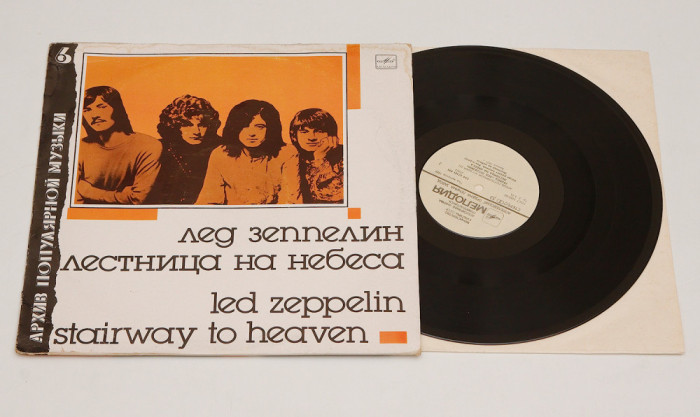 6
АРХИВ ПОПУЛЯРНОЙ МУЗЫКИ
лед зеппелин
лестница на небеса
led zeppelin
stairway to heaven
МЕЛОДИЯ